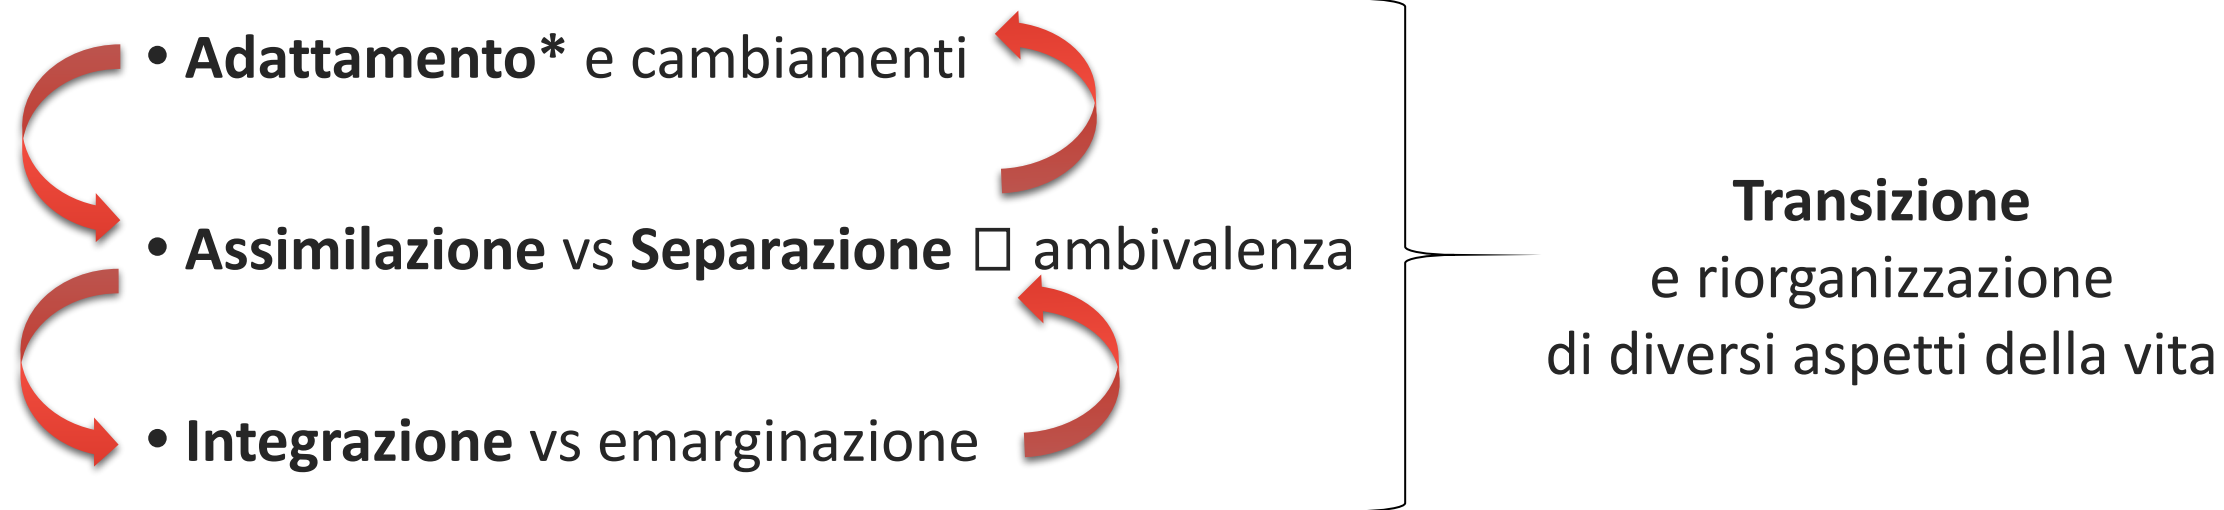 • Adattamento* e cambiamenti
• Assimilazione vs Separazione □ ambivalenza
• Integrazione vs emarginazione
Transizione
e riorganizzazione
di diversi aspetti della vita